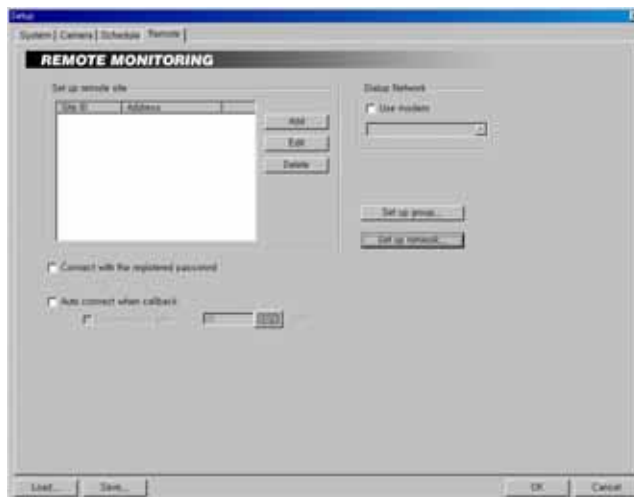 Setup
System | Camera | Schedule | Remote
REMOTE MONITORING
Set up remote site
Site ID Address
Add
Edit
Delete
Dialup Network
Use modem
Set up group...
Set up network...
Connect with the registered password
Auto connect when callback
Load...
Save...
OK
Cancel